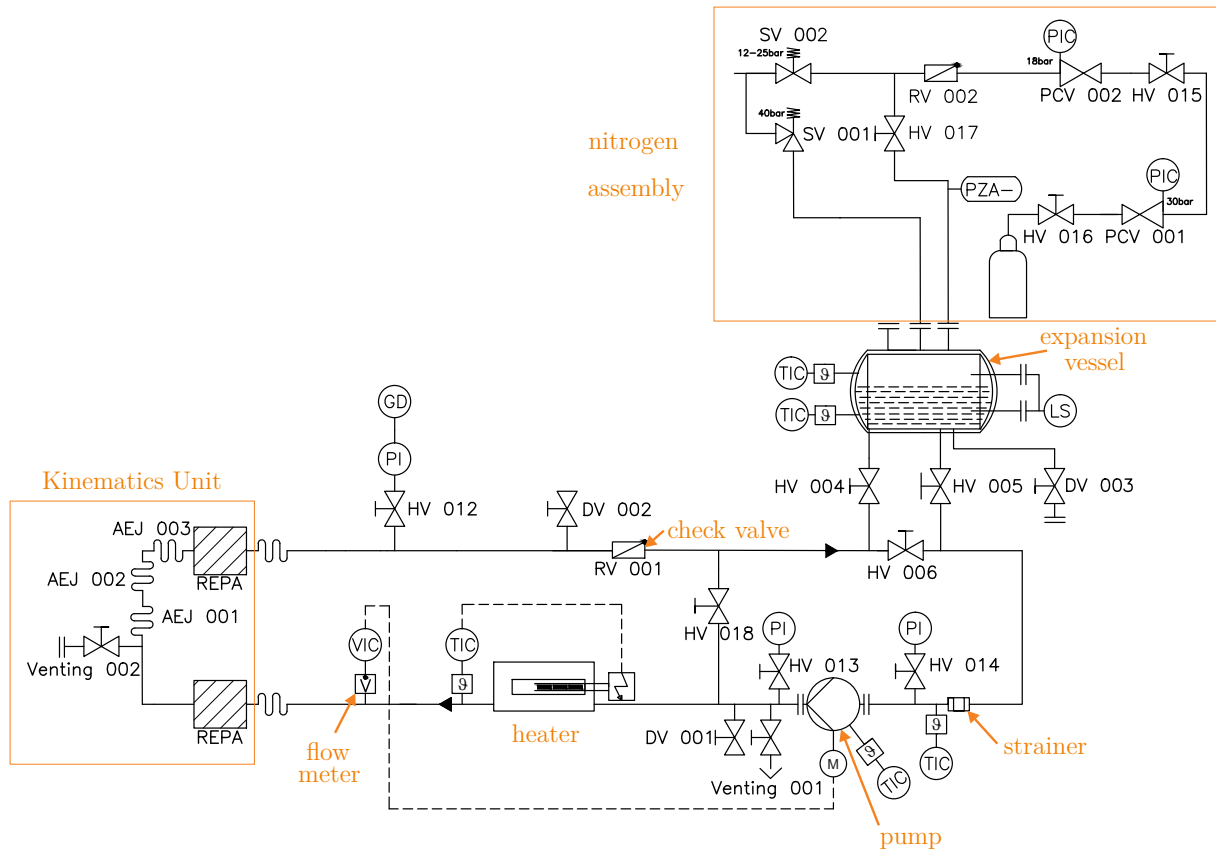 SV 002
12-25bar
PIC
18bar
RV 002
PCV 002
HV 015
40bar
SV 001
HV 017
nitrogen
assembly
PZA-
PIC
30bar
HV 016
PCV 001
expansion
vessel
TIC
ϑ
TIC
ϑ
LS
GD
PI
HV 004
HV 005
DV 003
Kinematics Unit
HV 012
DV 002
check valve
AEJ 003
RV 001
HV 006
AEJ 002
REPA
AEJ 001
VIC
TIC
HV 018
PI
PI
Venting 002
HV 013
HV 014
V
ϑ
REPA
heater
DV 001
ϑ
strainer
flow
meter
ϑ
M
TIC
TIC
Venting 001
pump